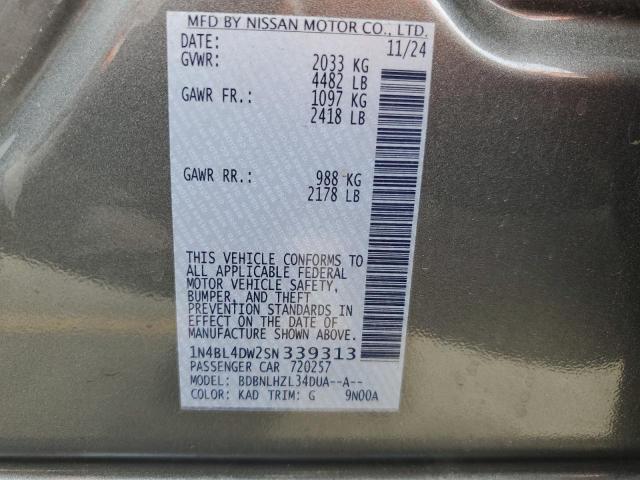 MFD BY NISSAN MOTOR CO., LTD.
DATE: 11/24
GVWR: 2033 KG
4482 LB
GAWR FR.: 1097 KG
2418 LB
GAWR RR.: 988 KG
2178 LB
THIS VEHICLE CONFORMS TO
ALL APPLICABLE FEDERAL
MOTOR VEHICLE SAFETY,
BUMPER, AND THEFT
PREVENTION STANDARDS IN
EFFECT ON THE DATE OF
MANUFACTURE SHOWN ABOVE.
1N4BL4DW2SN339313
PASSENGER CAR 720257
MODEL: BDBNLHZL34DUA--A--
COLOR: KAD TRIM: G 9N00A